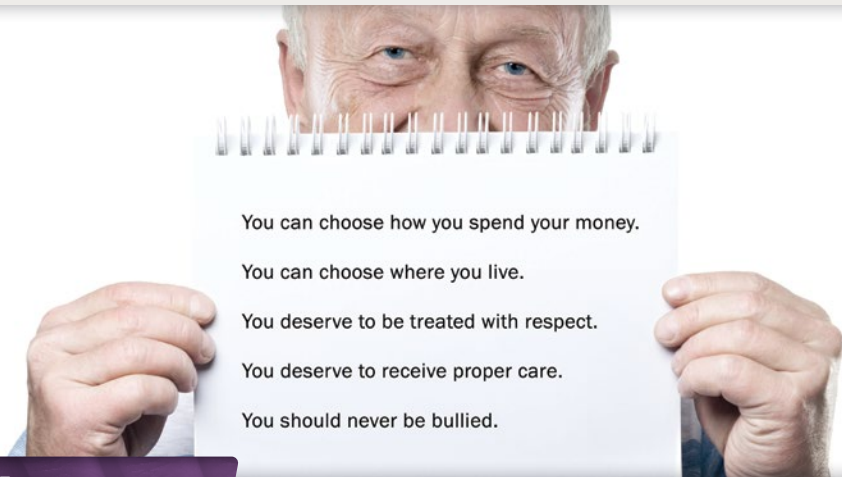 You can choose how you spend your money.
You can choose where you live.
You deserve to be treated with respect.
You deserve to receive proper care.
You should never be bullied.